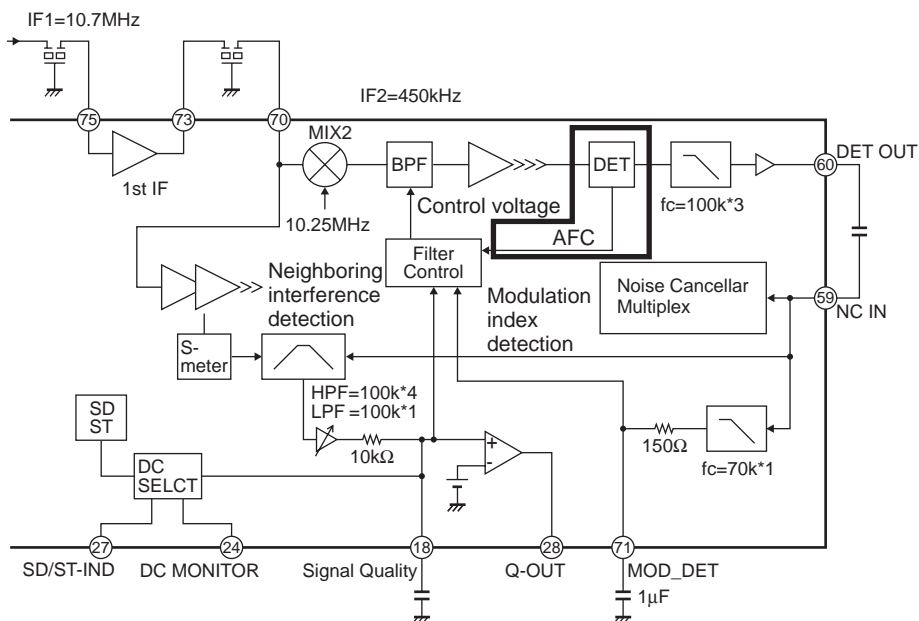 IF1=10.7MHz
IF2=450kHz
75
73
70
MIX2
1st IF
10.25MHz
BPF
DET
fc=100k*3
60
DET OUT
Control voltage
AFC
Filter
Control
Neighboring
interference
detection
Modulation
index
detection
Noise Cancellar
Multiplex
59
NC IN
S-
meter
HPF=100k*4
LPF=100k*1
10kΩ
SD
ST
DC
SELCT
+
-
150Ω
fc=70k*1
27
24
18
28
71
SD/ST-IND
DC MONITOR
Signal Quality
Q-OUT
MOD_DET
1μF